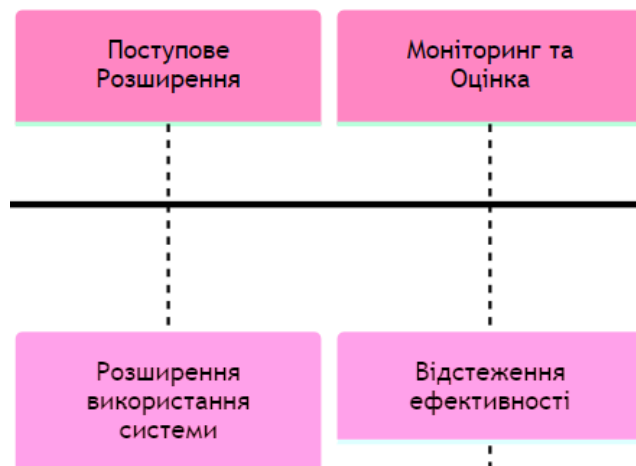 Поступове
Розширення
Моніторинг та
Оцінка
Розширення
використання
системи
Відстеження
ефективності